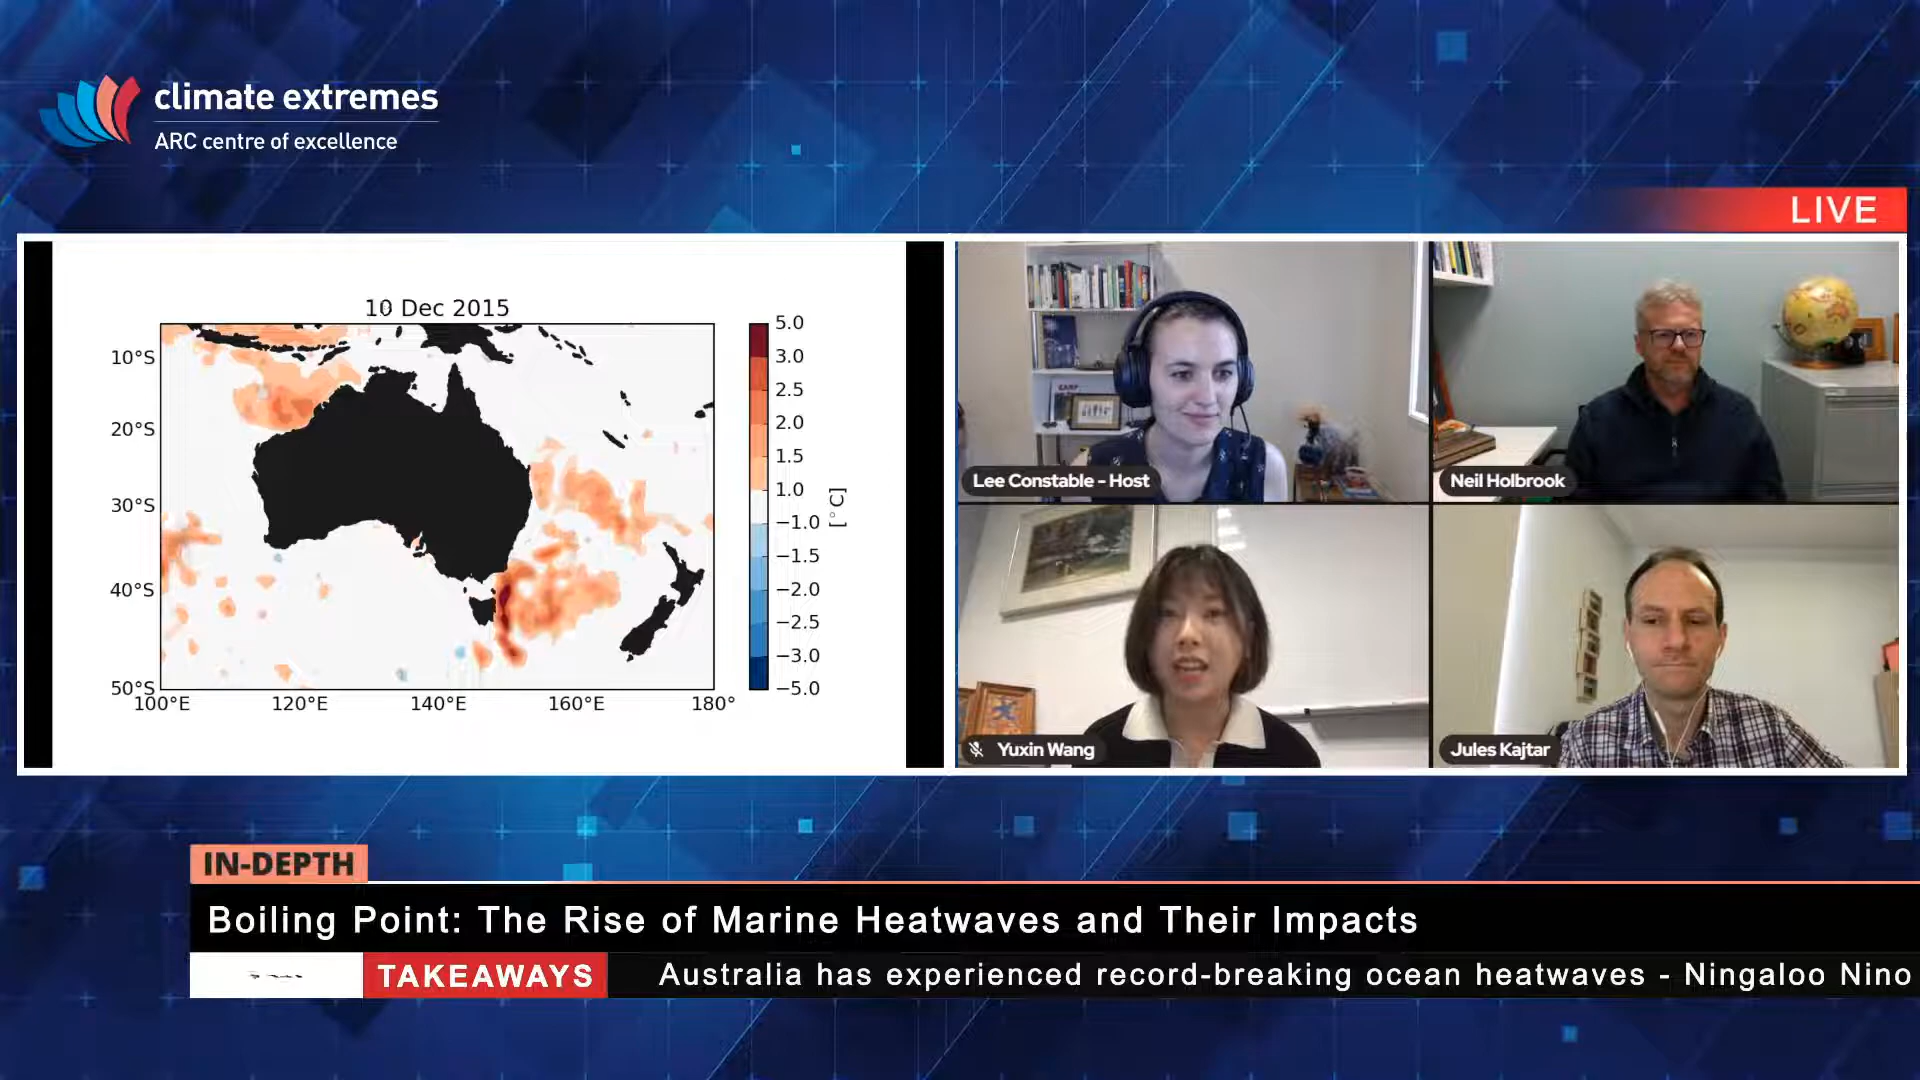 climate extremes
ARC centre of excellence
LIVE
10 Dec 2015
10°S
20°S
30°S
40°S
50°S
100°E
120°E
140°E
160°E
180°
5.0
3.0
2.5
2.0
1.5
1.0
−1.0
−1.5
−2.0
−2.5
−3.0
−5.0
[°C]
Lee Constable - Host
Neil Holbrook
Yuxin Wang
Jules Kajtar
IN-DEPTH
Boiling Point: The Rise of Marine Heatwaves and Their Impacts
TAKEAWAYS
Australia has experienced record-breaking ocean heatwaves - Ningaloo Nino